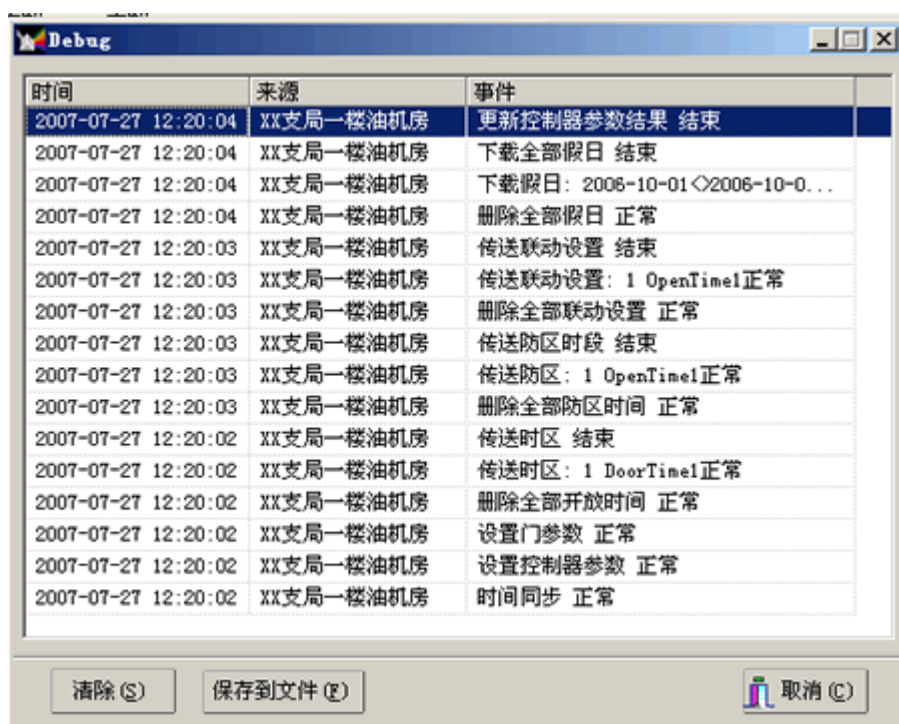 Debug
时间 来源 事件
2007-07-27 12:20:04 XX支局一楼油机房 更新控制器参数结果 结束
2007-07-27 12:20:04 XX支局一楼油机房 下载全部假日 结束
2007-07-27 12:20:04 XX支局一楼油机房 下载假日: 2006-10-01<>2006-10-0...
2007-07-27 12:20:04 XX支局一楼油机房 删除全部假日 正常
2007-07-27 12:20:03 XX支局一楼油机房 传送联动设置 结束
2007-07-27 12:20:03 XX支局一楼油机房 传送联动设置: 1 OpenTime1正常
2007-07-27 12:20:03 XX支局一楼油机房 删除全部联动设置 正常
2007-07-27 12:20:03 XX支局一楼油机房 传送防区时段 结束
2007-07-27 12:20:03 XX支局一楼油机房 传送防区: 1 OpenTime1正常
2007-07-27 12:20:03 XX支局一楼油机房 删除全部防区时间 正常
2007-07-27 12:20:02 XX支局一楼油机房 传送时区 结束
2007-07-27 12:20:02 XX支局一楼油机房 传送时区: 1 DoorTime1正常
2007-07-27 12:20:02 XX支局一楼油机房 删除全部开放时间 正常
2007-07-27 12:20:02 XX支局一楼油机房 设置门参数 正常
2007-07-27 12:20:02 XX支局一楼油机房 设置控制器参数 正常
2007-07-27 12:20:02 XX支局一楼油机房 时间同步 正常
清除(S) 保存到文件(F) 取消(C)